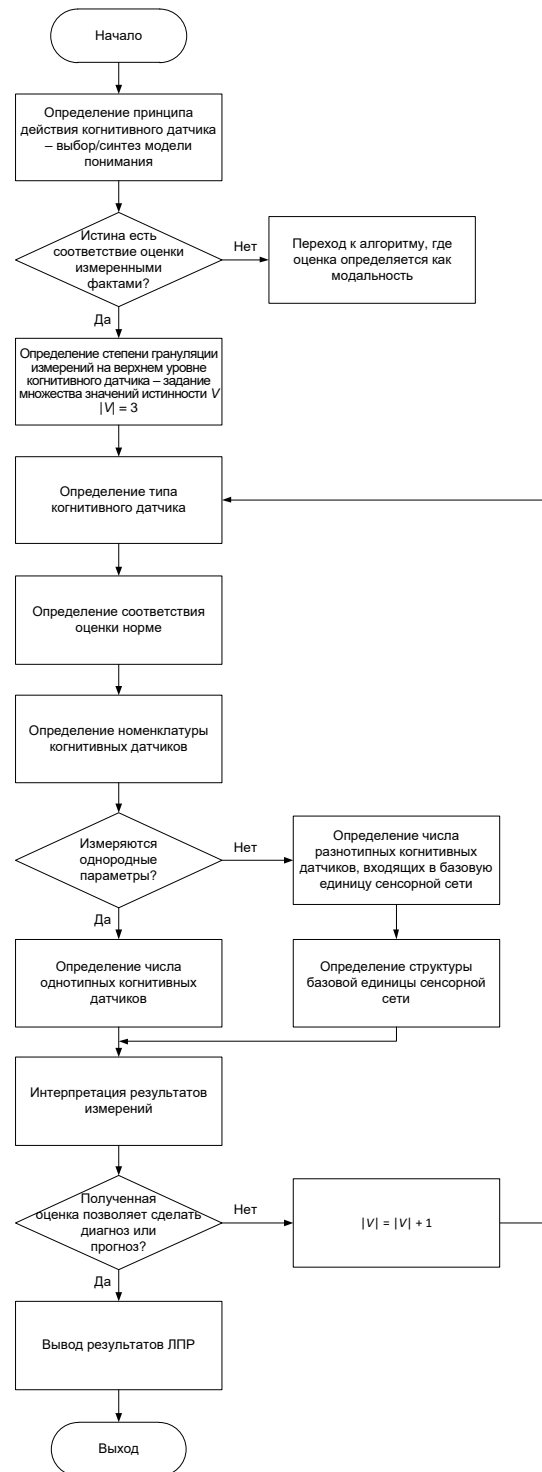 Начало
Определение принципа
действия когнитивного датчика
– выбор/синтез модели
понимания
Истина есть
соответствие оценки
измеренными
фактами?
Нет
Переход к алгоритму, где
оценка определяется как
модальность
Да
Определение степени грануляции
измерений на верхнем уровне
когнитивного датчика – задание
множества значений истинности V
|V| = 3
Определение типа
когнитивного датчика
Определение соответствия
оценки норме
Определение номенклатуры
когнитивных датчиков
Измеряются
однородные
параметры?
Нет
Определение числа
разнотипных когнитивных
датчиков, входящих в базовую
единицу сенсорной сети
Да
Определение числа
однотипных когнитивных
датчиков
Определение структуры
базовой единицы сенсорной
сети
Интерпретация результатов
измерений
Полученная
оценка позволяет сделать
диагноз или
прогноз?
Нет
|V| = |V| + 1
Да
Вывод результатов ЛПР
Выход